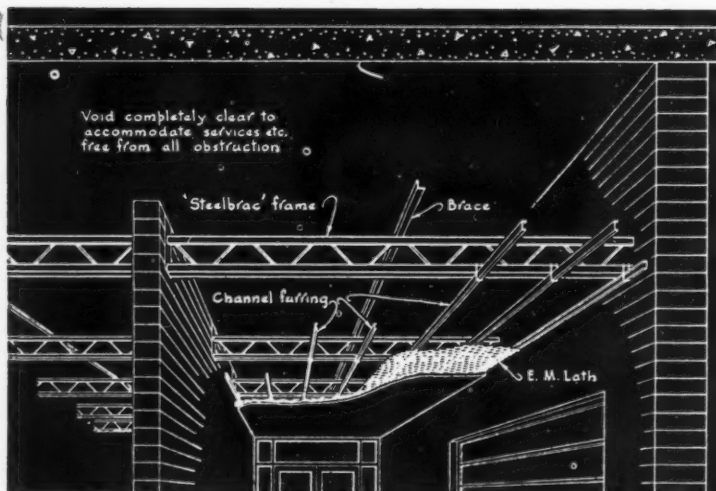 Void completely clear to
accommodate services etc.
free from all obstruction
'Steelbrac' frame
Brace
Channel furring
E. M. Lath